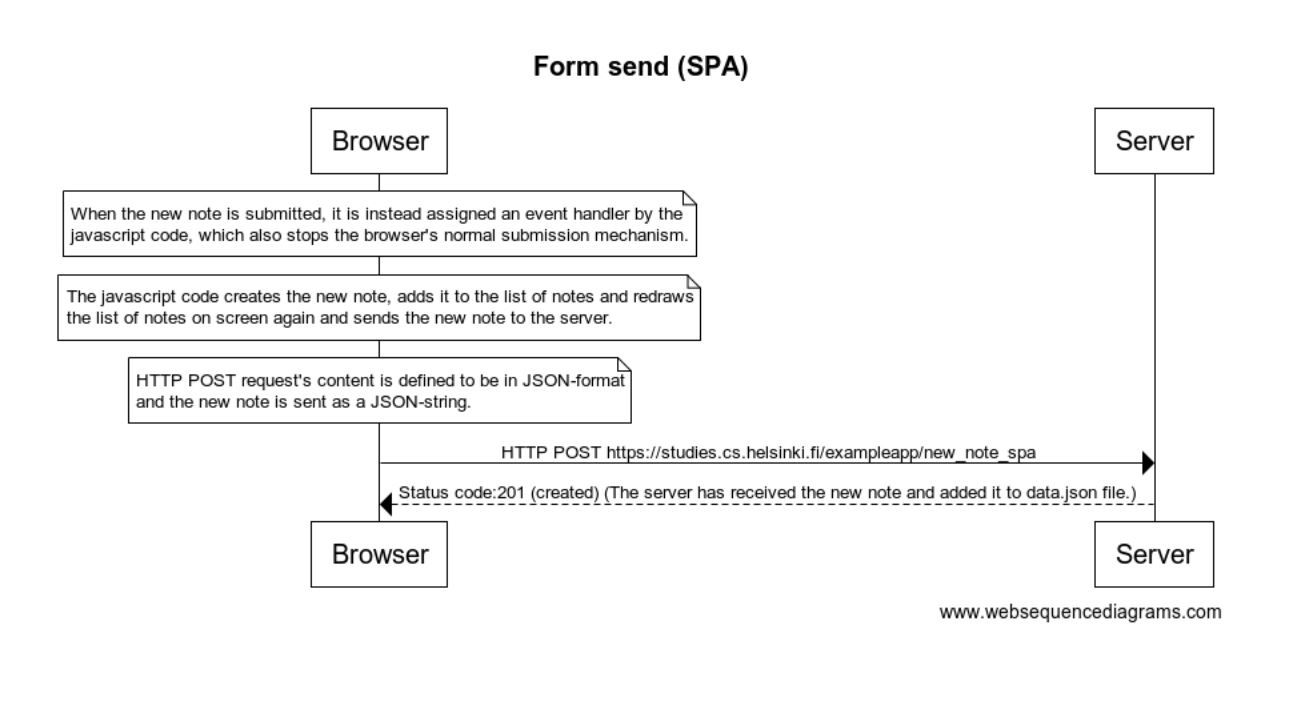 Form send (SPA)
Browser
Server
When the new note is submitted, it is instead assigned an event handler by the
javascript code, which also stops the browser's normal submission mechanism.
The javascript code creates the new note, adds it to the list of notes and redraws
the list of notes on screen again and sends the new note to the server.
HTTP POST request's content is defined to be in JSON-format
and the new note is sent as a JSON-string.
HTTP POST https://studies.cs.helsinki.fi/exampleapp/new_note_spa
Status code:201 (created) (The server has received the new note and added it to data.json file.)
Browser
Server
www.websequencediagrams.com